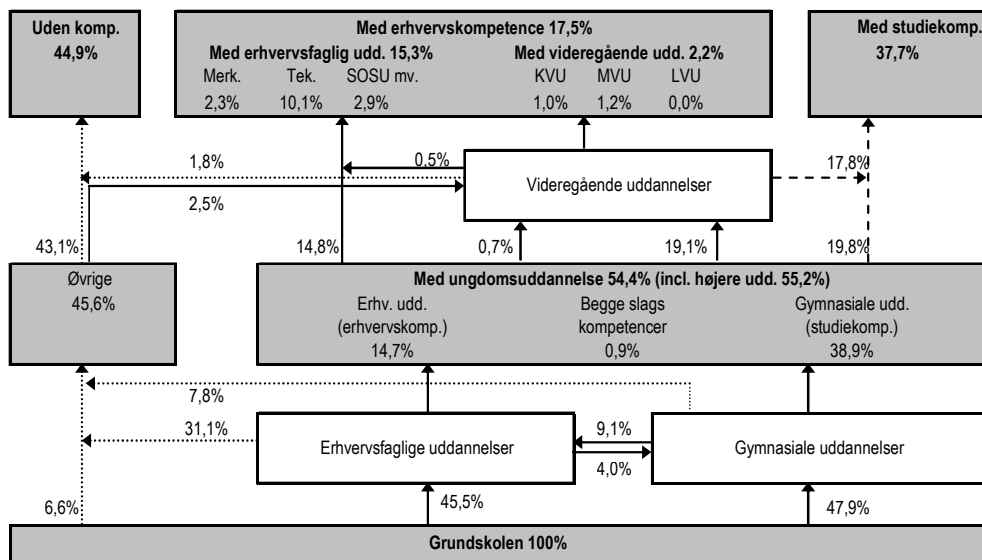 Uden komp.
44,9%
Med erhvervskompetence 17,5%
Med erhvervsfaglig udd. 15,3%
Med videregående udd. 2,2%
Merk. Tek. SOSU mv. KVU MVU LVU
2,3% 10,1% 2,9% 1,0% 1,2% 0,0%
Med studiekomp.
37,7%
1,8%
0,5%
17,8%
Videregående uddannelser
2,5%
43,1%
14,8%
0,7%
19,1%
19,8%
Øvrige
45,6%
Med ungdomsuddannelse 54,4% (incl. højere udd. 55,2%)
Erhv. udd.
(erhvervskomp.)
14,7%
Begge slags
kompetencer
0,9%
Gymnasiale udd.
(studiekomp.)
38,9%
7,8%
31,1%
Erhvervsfaglige uddannelser
9,1%
4,0%
Gymnasiale uddannelser
6,6%
45,5%
47,9%
Grundskolen 100%